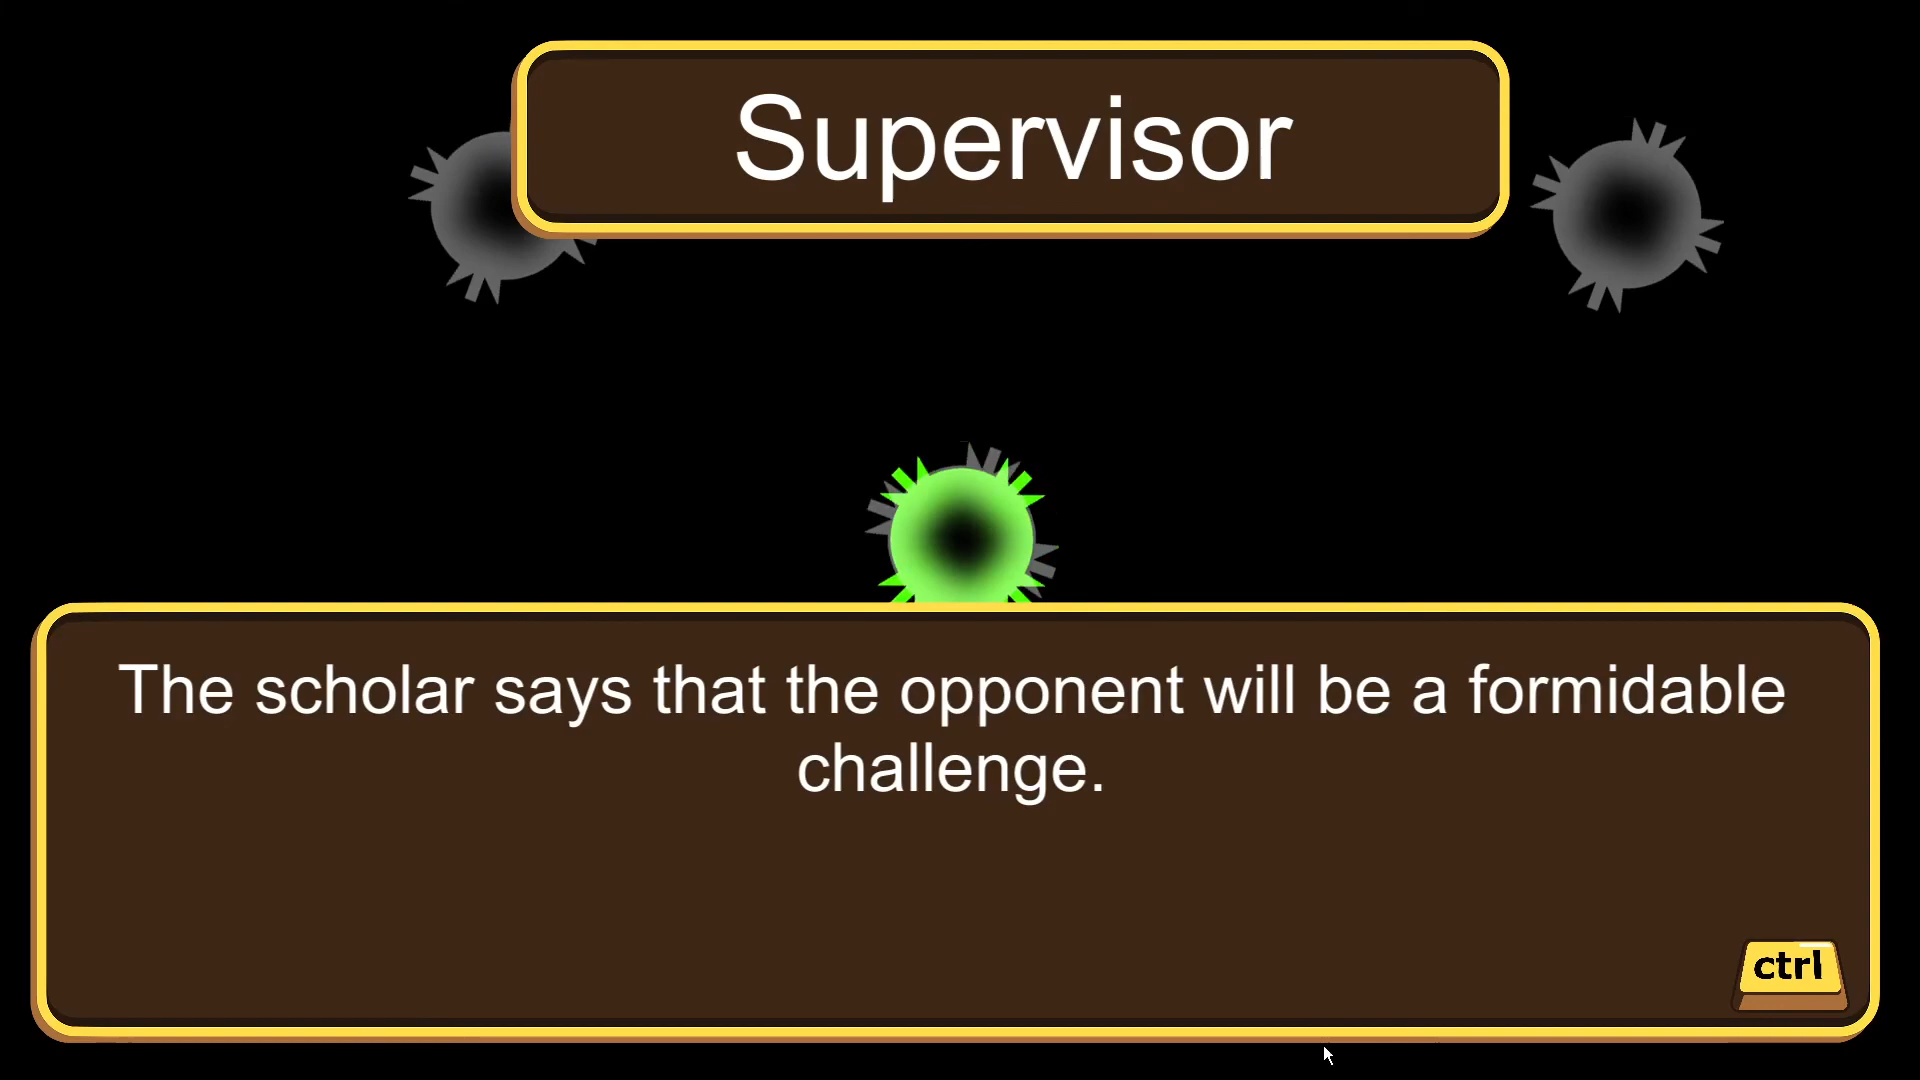 Supervisor
The scholar says that the opponent will be a formidable
challenge.
ctrl